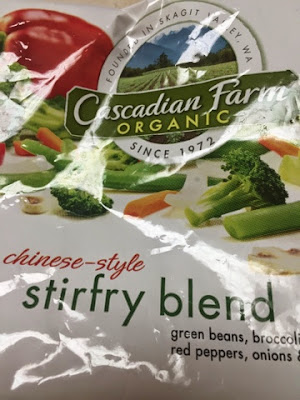 FOUNDED IN SKAGIT VALLEY, WA
Cascadian Farm
ORGANIC
SINCE 1972
chinese-style
stirfry blend
green beans, broccoli
red peppers, onions &